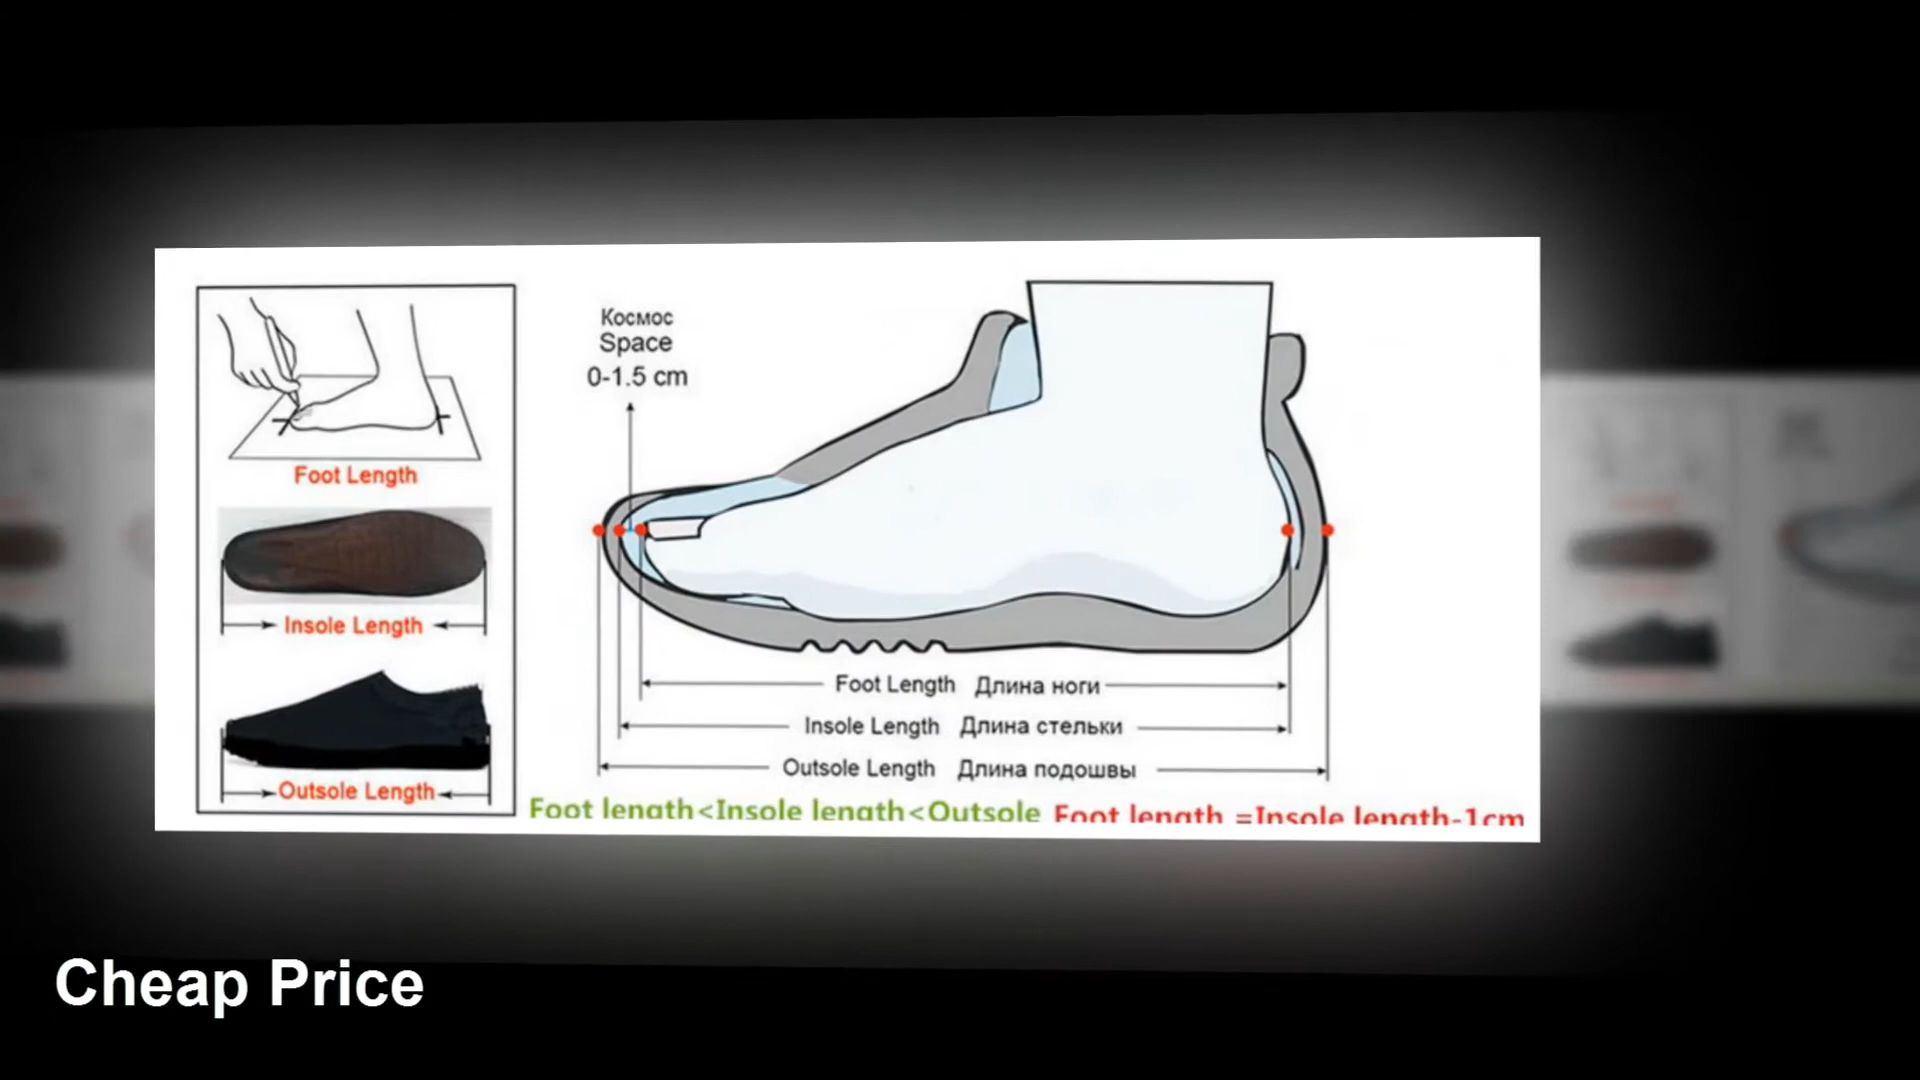 Космос
Space
0-1.5 cm
Foot Length
Insole Length
Outsole Length
Foot Length Длина ноги
Insole Length Длина стельки
Outsole Length Длина подошвы
Foot length<Insole length<Outsole Foot length =Insole length-1cm
Cheap Price